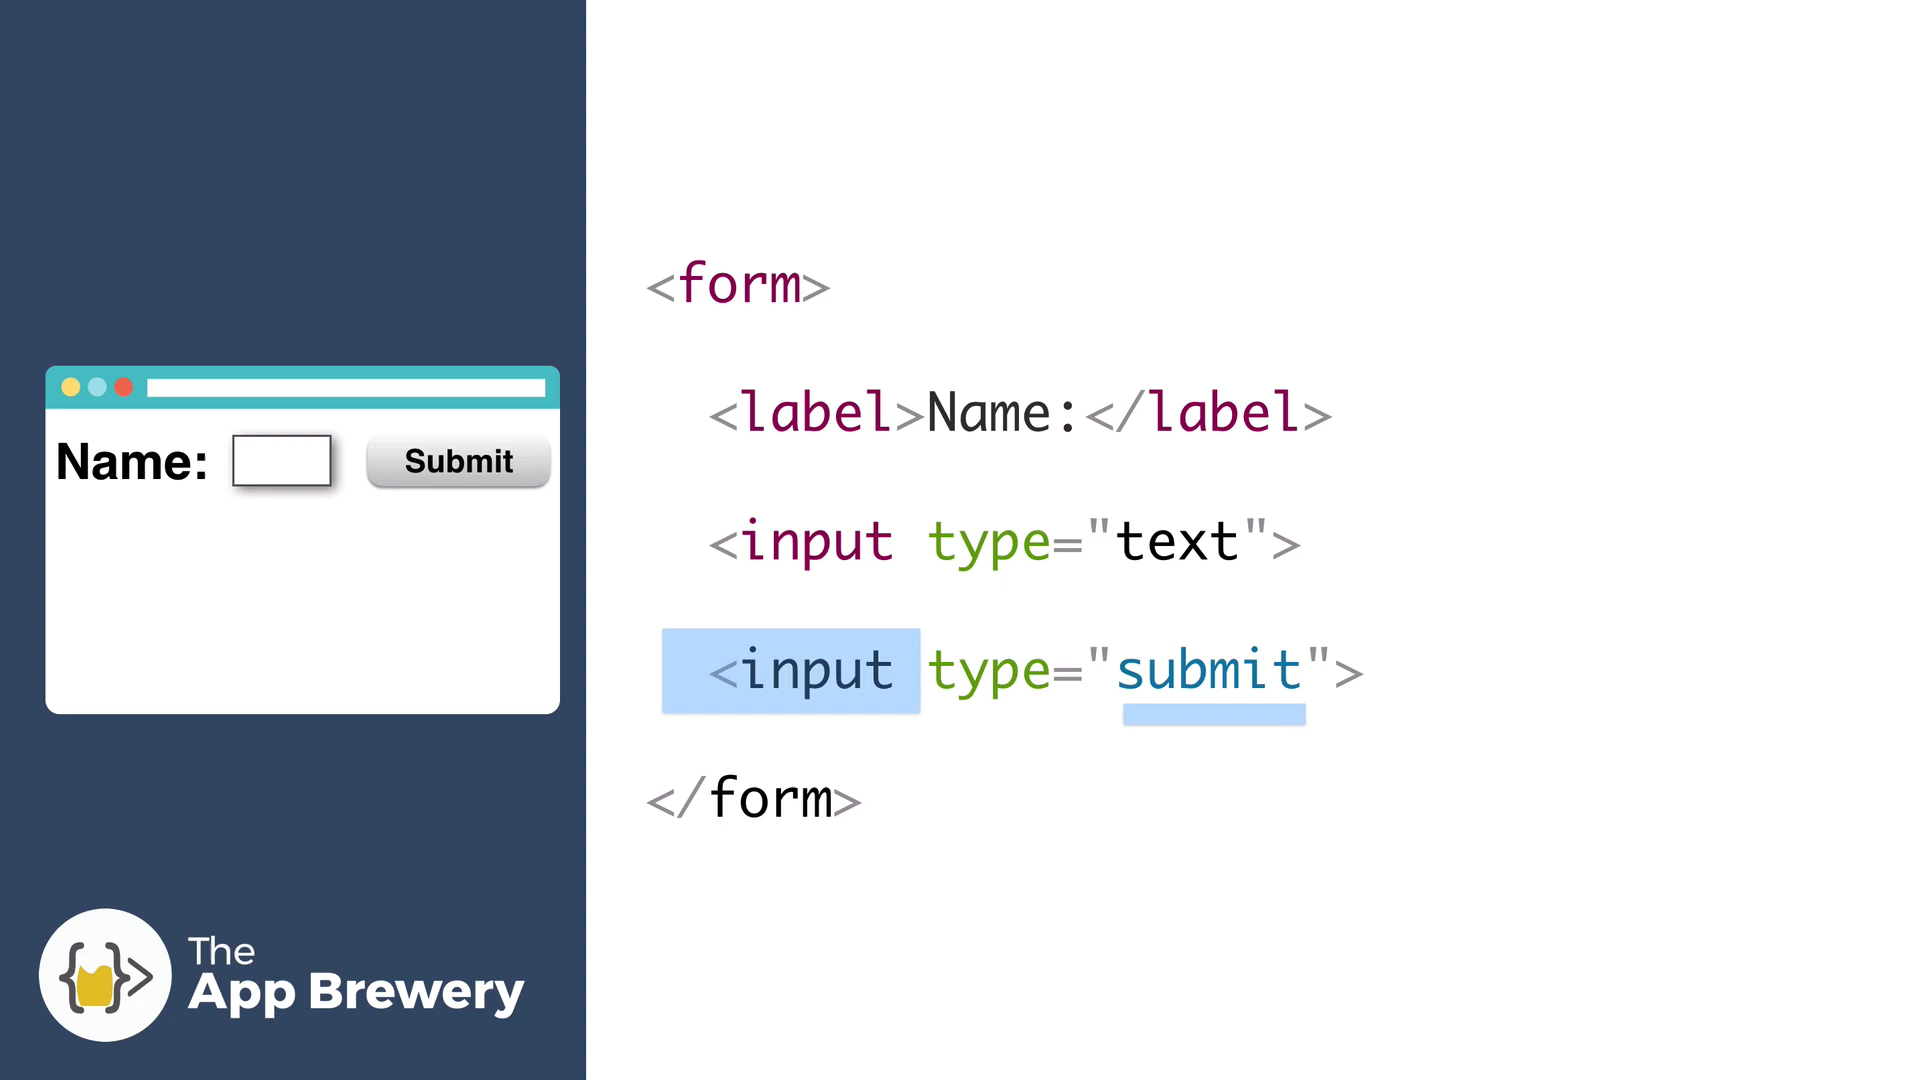 Name: Submit
The
App Brewery
<form>
<label>Name:</label>
<input type="text">
<input type="submit">
</form>